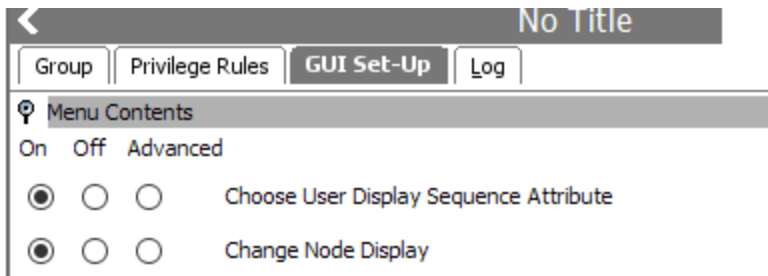 No Title
Group Privilege Rules GUI Set-Up Log
Menu Contents
On Off Advanced
Choose User Display Sequence Attribute
Change Node Display